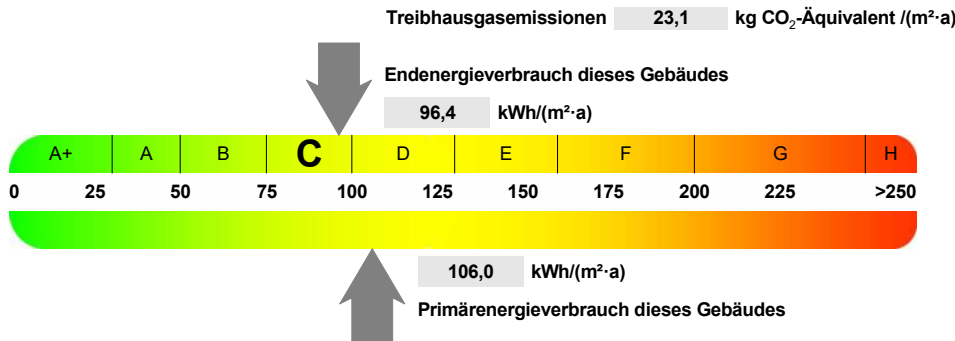 Treibhausgasemissionen 23,1 kg CO₂-Äquivalent /(m²·a)
Endenergieverbrauch dieses Gebäudes
96,4 kWh/(m²·a)
A+ A B C D E F G H
0 25 50 75 100 125 150 175 200 225 >250
106,0 kWh/(m²·a)
Primärenergieverbrauch dieses Gebäudes